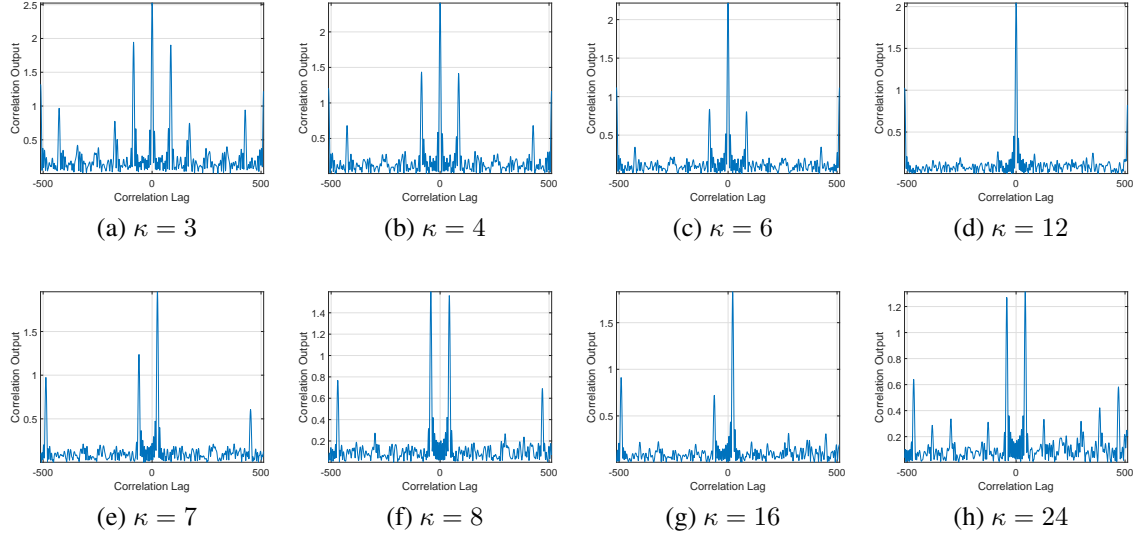 2.5
2
1.5
1
0.5
Correlation Output
-500
0
500
Correlation Lag
(a) κ = 3
2
1.5
1
0.5
Correlation Output
-500
0
500
Correlation Lag
(b) κ = 4
2
1.5
1
0.5
Correlation Output
-500
0
500
Correlation Lag
(c) κ = 6
2
1.5
1
0.5
Correlation Output
-500
0
500
Correlation Lag
(d) κ = 12
1.5
1
0.5
Correlation Output
-500
0
500
Correlation Lag
(e) κ = 7
1.4
1.2
1
0.8
0.6
0.4
0.2
Correlation Output
-500
0
500
Correlation Lag
(f) κ = 8
1.5
1
0.5
Correlation Output
-500
0
500
Correlation Lag
(g) κ = 16
1.2
1
0.8
0.6
0.4
0.2
Correlation Output
-500
0
500
Correlation Lag
(h) κ = 24